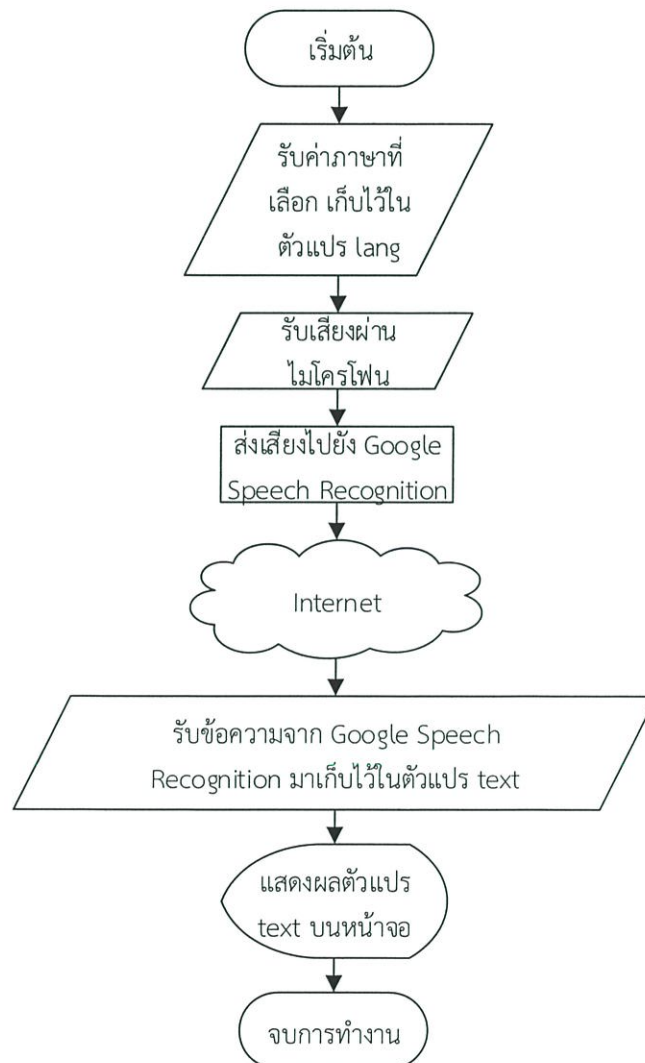 เริ่มต้น
รับค่าภาษาที่
เลือก เก็บไว้ใน
ตัวแปร lang
รับเสียงผ่าน
ไมโครโฟน
ส่งเสียงไปยัง Google
Speech Recognition
Internet
รับข้อความจาก Google Speech
Recognition มาเก็บไว้ในตัวแปร text
แสดงผลตัวแปร
text บนหน้าจอ
จบการทำงาน